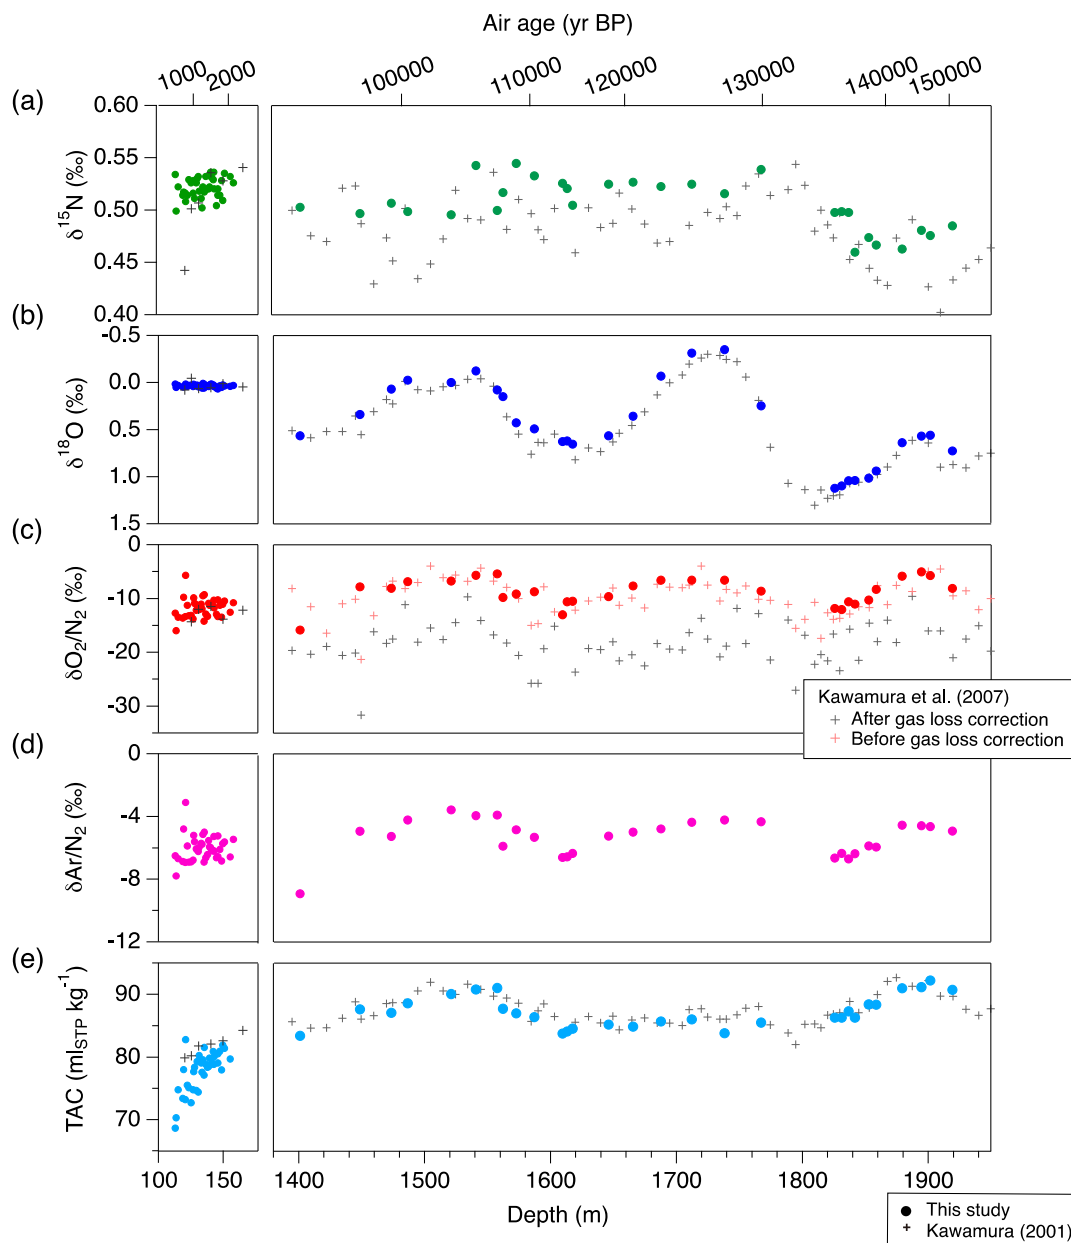 Air age (yr BP)
1000 2000 100000 110000 120000 130000 140000 150000
(a)
δ15N (‰)
0.60
0.55
0.50
0.45
0.40
(b)
δ18O (‰)
-0.5
0.0
0.5
1.0
1.5
(c)
δO2/N2 (‰)
0
-10
-20
-30
Kawamura et al. (2007)
+ After gas loss correction
+ Before gas loss correction
(d)
δAr/N2 (‰)
0
-4
-8
-12
(e)
TAC (mlSTP kg-1)
90
80
70
100 200 1400 1500 1600 1700 1800 1900
Depth (m)
● This study
+ Kawamura (2001)